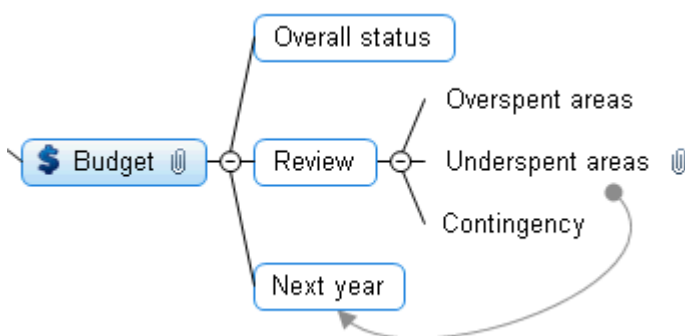 Overall status
Overspent areas
$ Budget
Review
Underspent areas
Contingency
Next year